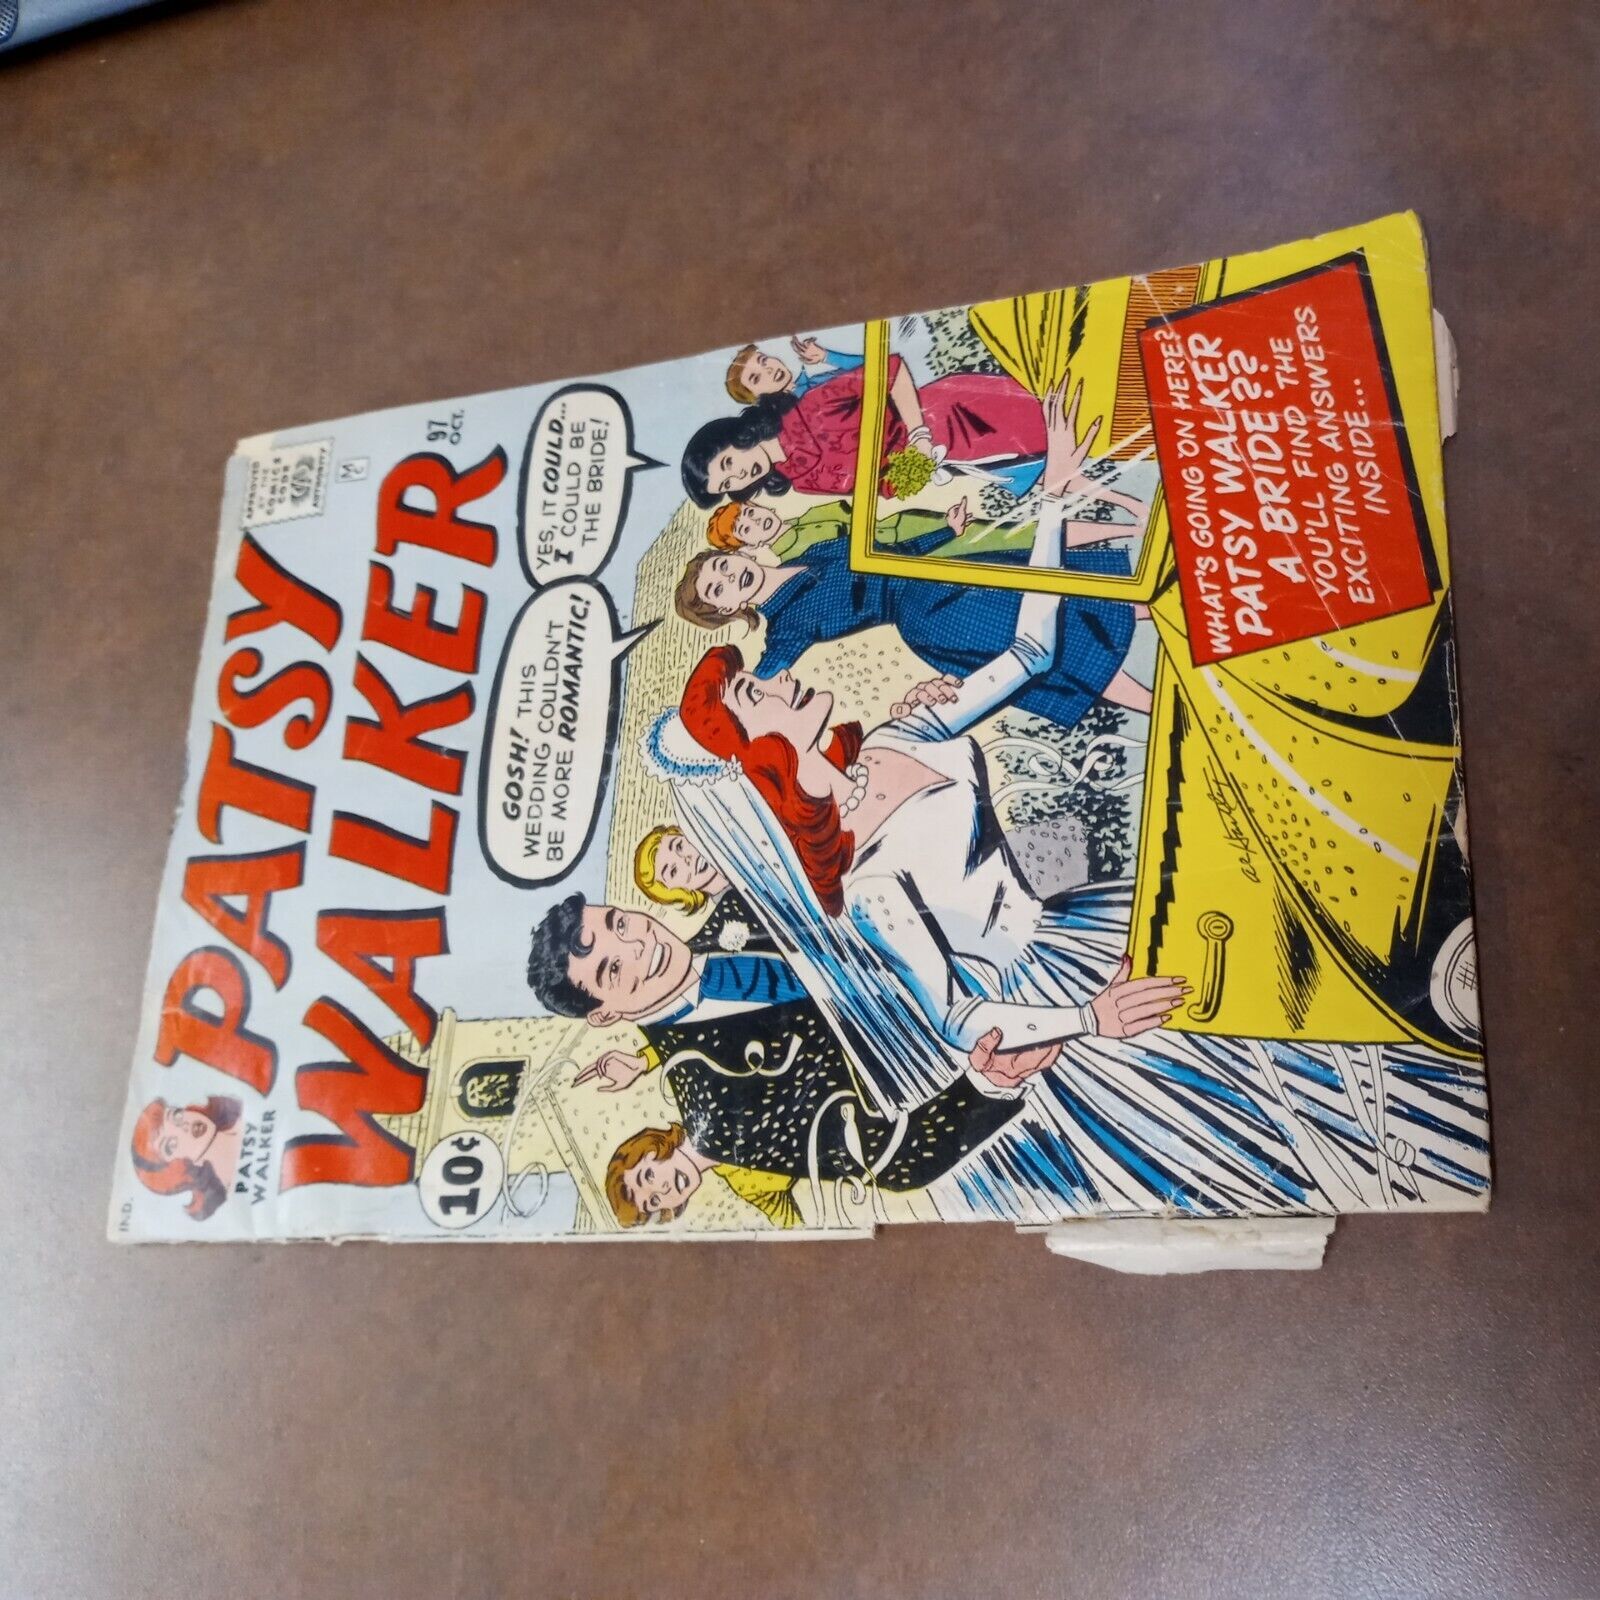 IND.
APPROVED
BY THE
COMICS
CODE
AUTHORITY
MC
97
OCT.
PATSY
WALKER
PATSY
WALKER
10¢
GOSH! THIS
WEDDING COULDN'T
BE MORE ROMANTIC!
YES, IT COULD...
I COULD BE
THE BRIDE!
WHAT'S GOING ON HERE?
PATSY WALKER
A BRIDE??
YOU'LL FIND THE
EXCITING ANSWERS
INSIDE...